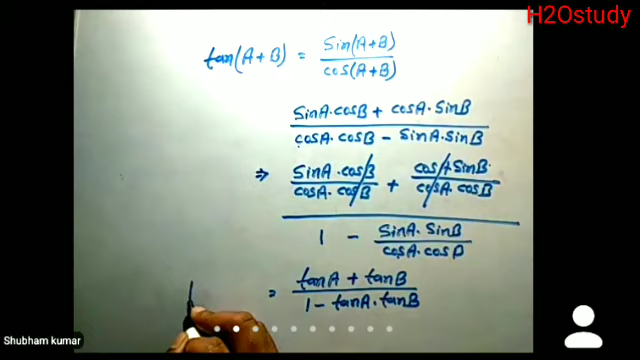 H2Ostudy
tan(A+B) = Sin(A+B) / cos(A+B)
SinA.cosB + cosA.SinB / cosA.cosB - SinA.SinB
⇒ SinA.cosB / cosA.cosB + cosA SinB / cosA.cosB
1 - SinA.SinB / cosA.cosB
= tanA + tanB / 1 - tanA.tanB
Shubham kumar